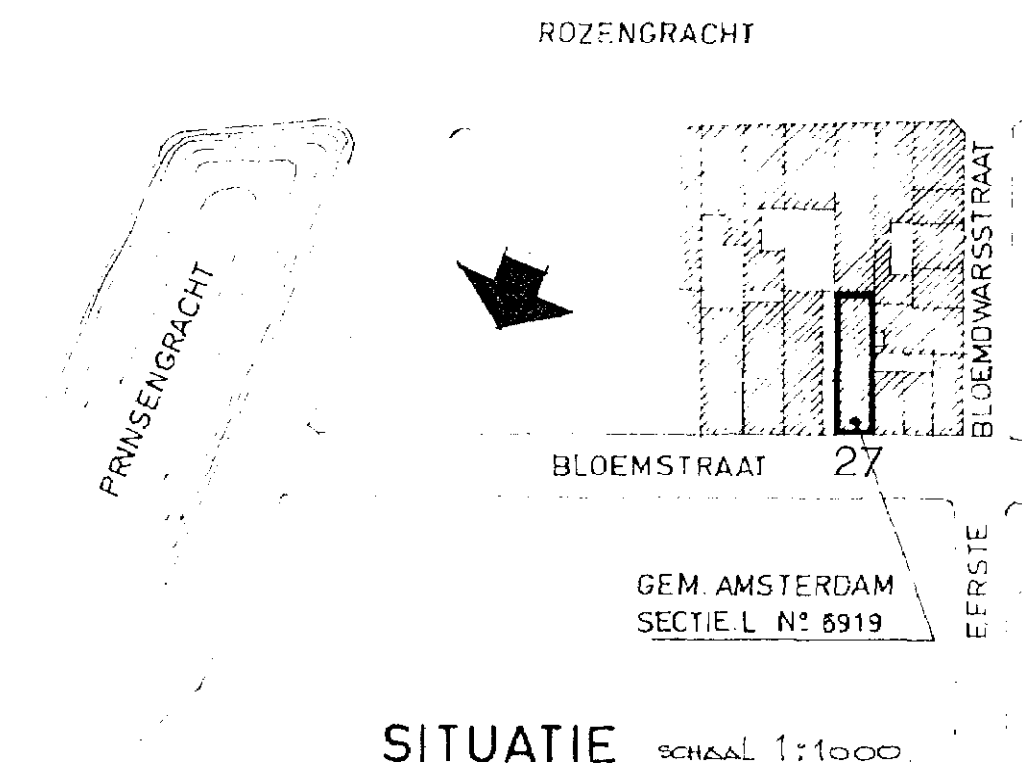 ROZENGRACHT
PRINSENGRACHT
BLOEMDWARSSTRAAT
BLOEMSTRAAT 27
EERSTE
GEM. AMSTERDAM
SECTIE.L Nº 6919
SITUATIE SCHAAL 1:1000